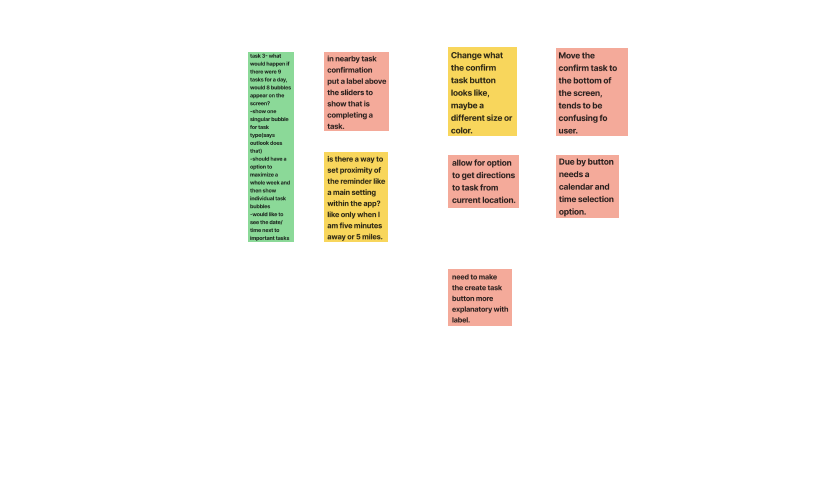 task 3- what
would happen if
there were 9
tasks for a day,
would 8 bubbles
appear on the
screen?
-show one
singular bubble
for task
type(says
outlook does
that)
-should have a
option to
maximize a
whole week and
then show
individual task
bubbles
-would like to
see the date/
time next to
important tasks
in nearby task
confirmation
put a label above
the sliders to
show that is
completing a
task.
is there a way to
set proximity of
the reminder like
a main setting
within the app?
like only when I
am five minutes
away or 5 miles.
Change what
the confirm
task button
looks like,
maybe a
different size or
color.
allow for option
to get directions
to task from
current location.
need to make
the create task
button more
explanatory with
label.
Move the
confirm task to
the bottom of
the screen,
tends to be
confusing fo
user.
Due by button
needs a
calendar and
time selection
option.